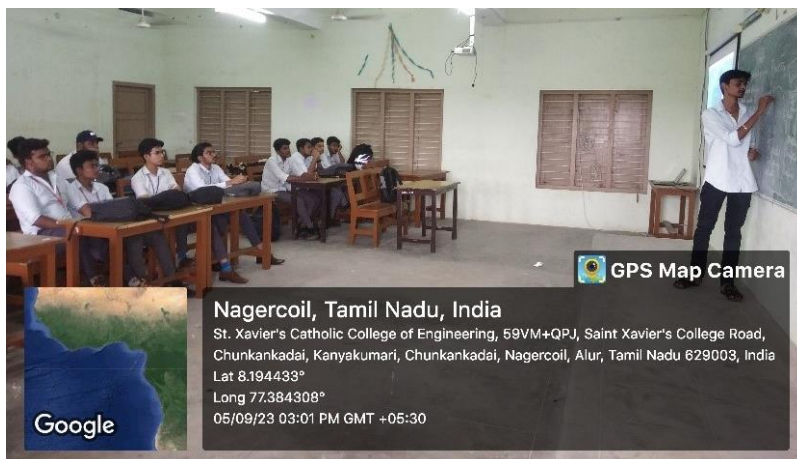 GPS Map Camera
Nagercoil, Tamil Nadu, India
St. Xavier's Catholic College of Engineering, 59VM+QPJ, Saint Xavier's College Road,
Chunkankadai, Kanyakumari, Chunkankadai, Nagercoil, Alur, Tamil Nadu 629003, India
Lat 8.194433°
Long 77.384308°
05/09/23 03:01 PM GMT +05:30
Google